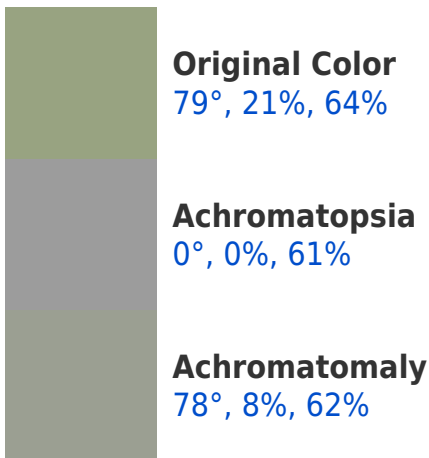 Original Color
79°, 21%, 64%
Achromatopsia
0°, 0%, 61%
Achromatomaly
78°, 8%, 62%